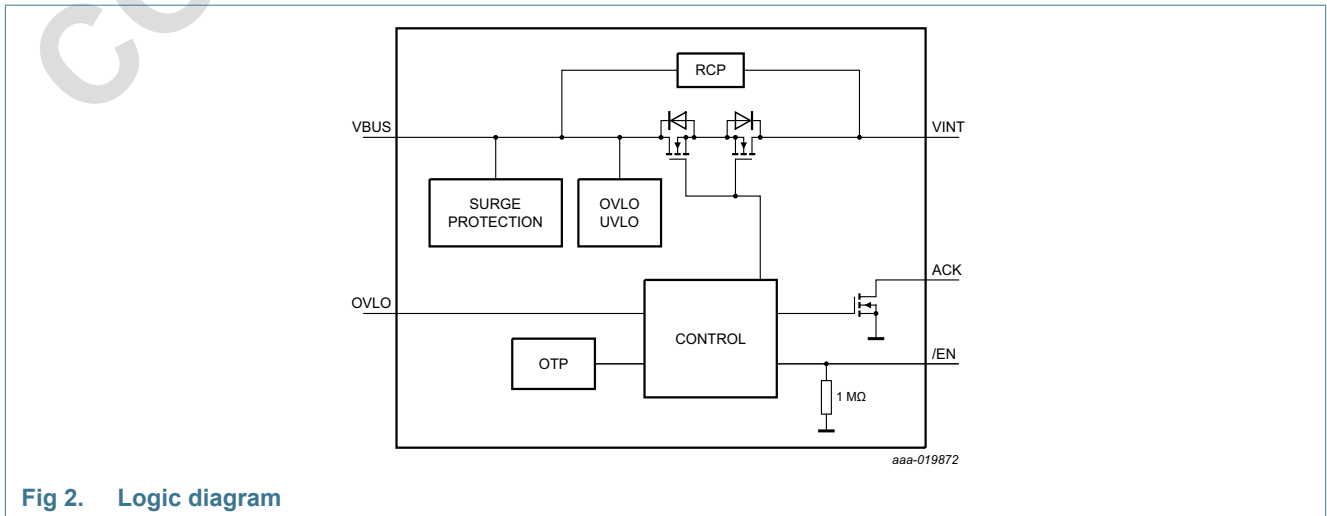 RCP
VBUS
VINT
SURGE
PROTECTION
OVLO
UVLO
ACK
OVLO
CONTROL
/EN
OTP
1 MΩ
aaa-019872
Fig 2. Logic diagram